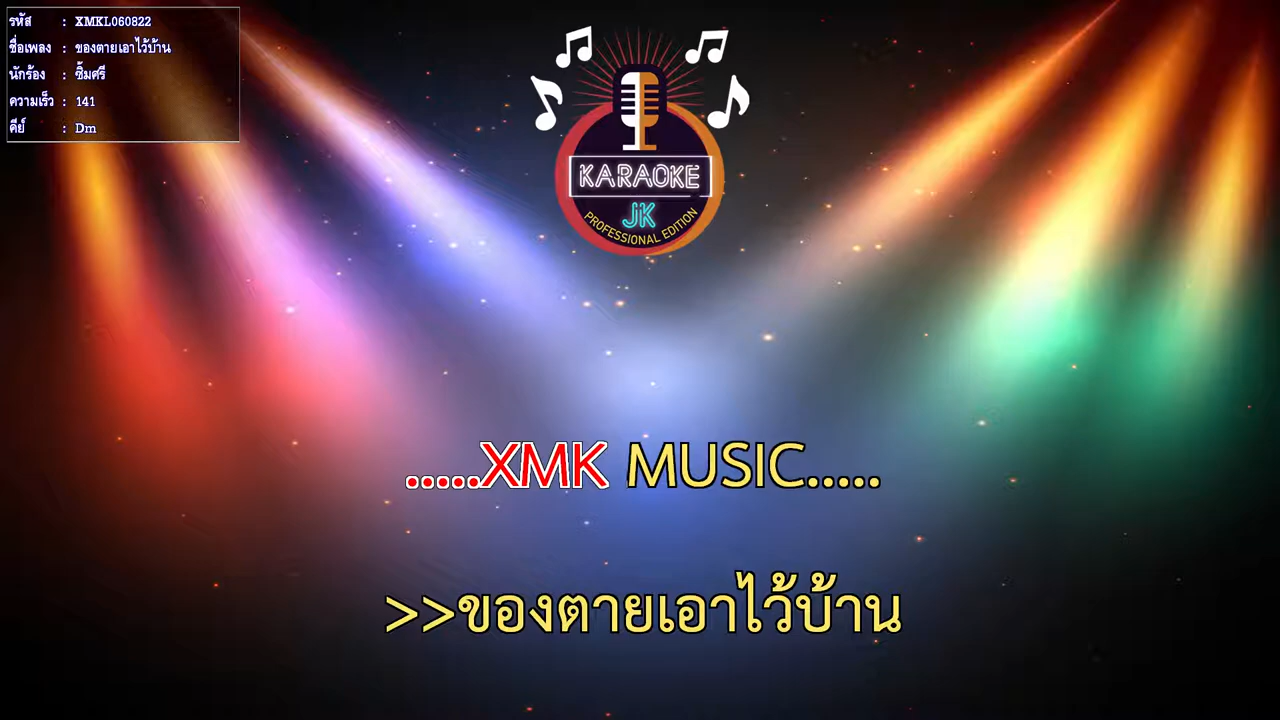 รหัส : XMKL060822
ชื่อเพลง : ของตายเอาไว้บ้าน
นักร้อง : ซิ้มศรี
ความเร็ว : 141
คีย์ : Dm
KARAOKE
JK
PROFESSIONAL EDITION
.....XMK MUSIC.....
>>ของตายเอาไว้บ้าน